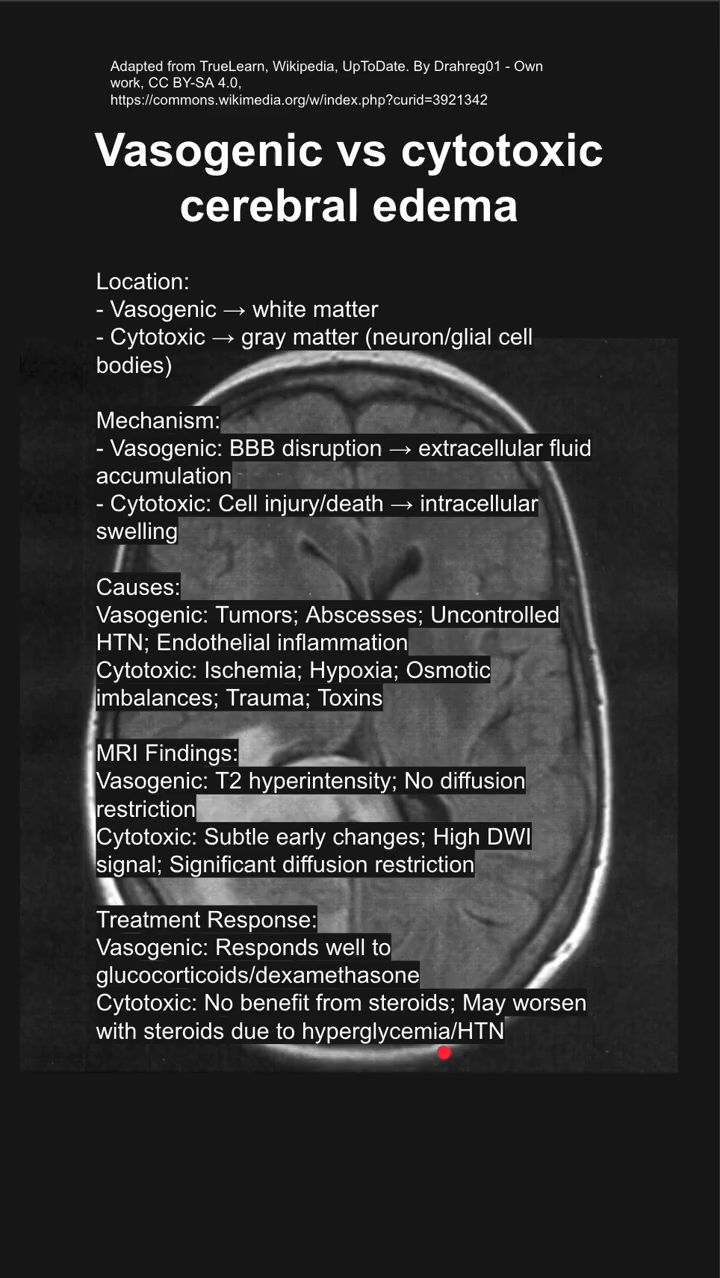 Adapted from TrueLearn, Wikipedia, UpToDate. By Drahreg01 - Own
work, CC BY-SA 4.0,
https://commons.wikimedia.org/w/index.php?curid=3921342
Vasogenic vs cytotoxic
cerebral edema
Location:
- Vasogenic → white matter
- Cytotoxic → gray matter (neuron/glial cell
bodies)
Mechanism:
- Vasogenic: BBB disruption → extracellular fluid
accumulation
- Cytotoxic: Cell injury/death → intracellular
swelling
Causes:
Vasogenic: Tumors; Abscesses; Uncontrolled
HTN; Endothelial inflammation
Cytotoxic: Ischemia; Hypoxia; Osmotic
imbalances; Trauma; Toxins
MRI Findings:
Vasogenic: T2 hyperintensity; No diffusion
restriction
Cytotoxic: Subtle early changes; High DWI
signal; Significant diffusion restriction
Treatment Response:
Vasogenic: Responds well to
glucocorticoids/dexamethasone
Cytotoxic: No benefit from steroids; May worsen
with steroids due to hyperglycemia/HTN